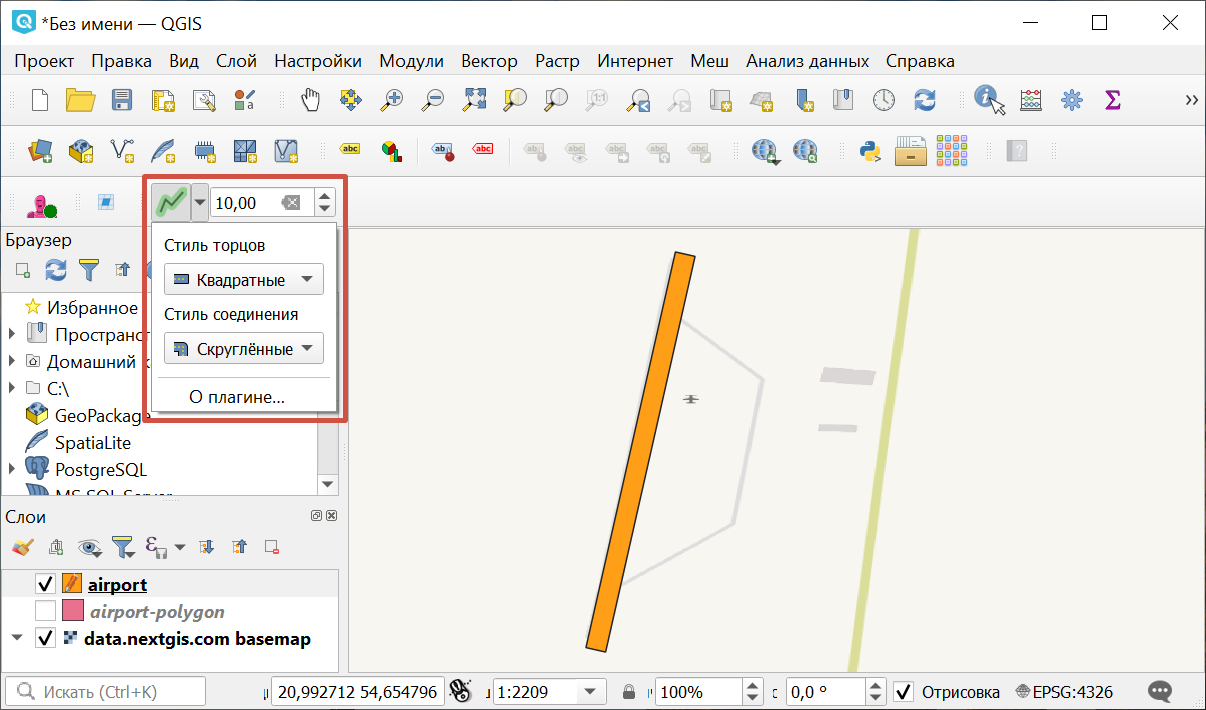 *Без имени — QGIS
Проект Правка Вид Слой Настройки Модули Вектор Растр Интернет Меш Анализ данных Справка
10,00
Стиль торцов
Квадратные
Стиль соединения
Скруглённые
О плагине...
Браузер
Избранное
Пространст
Домашний к
C:\
GeoPackage
SpatiaLite
PostgreSQL
MS SQL Server
Слои
airport
airport-polygon
data.nextgis.com basemap
Искать (Ctrl+K) 20,992712 54,654796 1:2209 100% 0,0 ° Отрисовка EPSG:4326